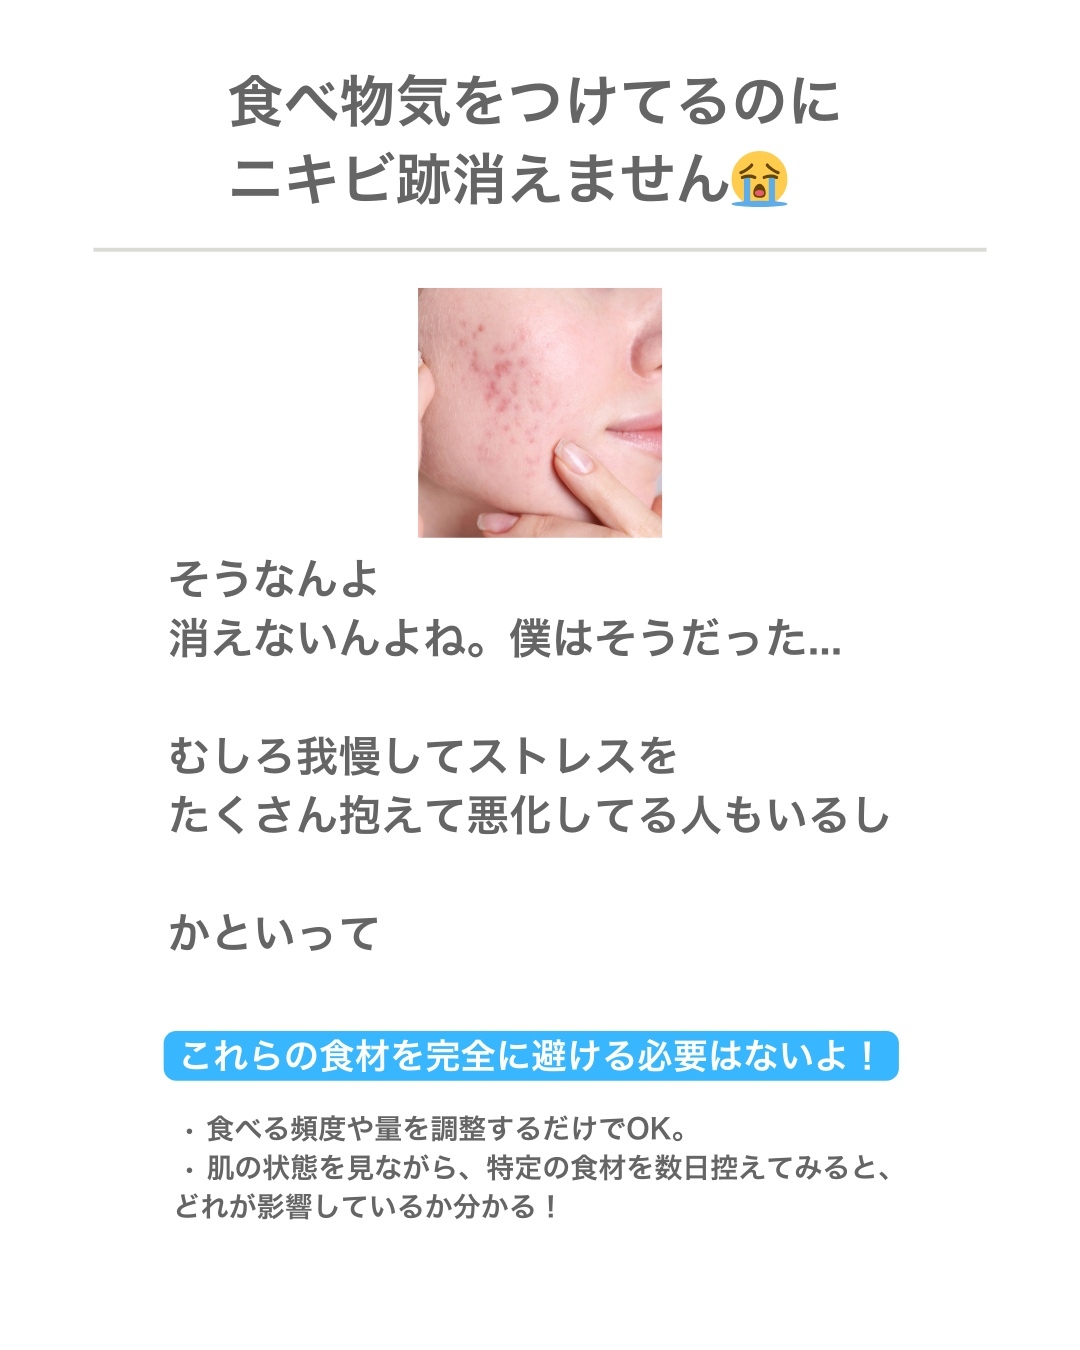 食べ物気をつけてるのに
ニキビ跡消えません😭
そうなんよ
消えないんよね。僕はそうだった...
むしろ我慢してストレスを
たくさん抱えて悪化してる人もいるし
かといって
これらの食材を完全に避ける必要はないよ！
・食べる頻度や量を調整するだけでOK。
・肌の状態を見ながら、特定の食材を数日控えてみると、
どれが影響しているか分かる！